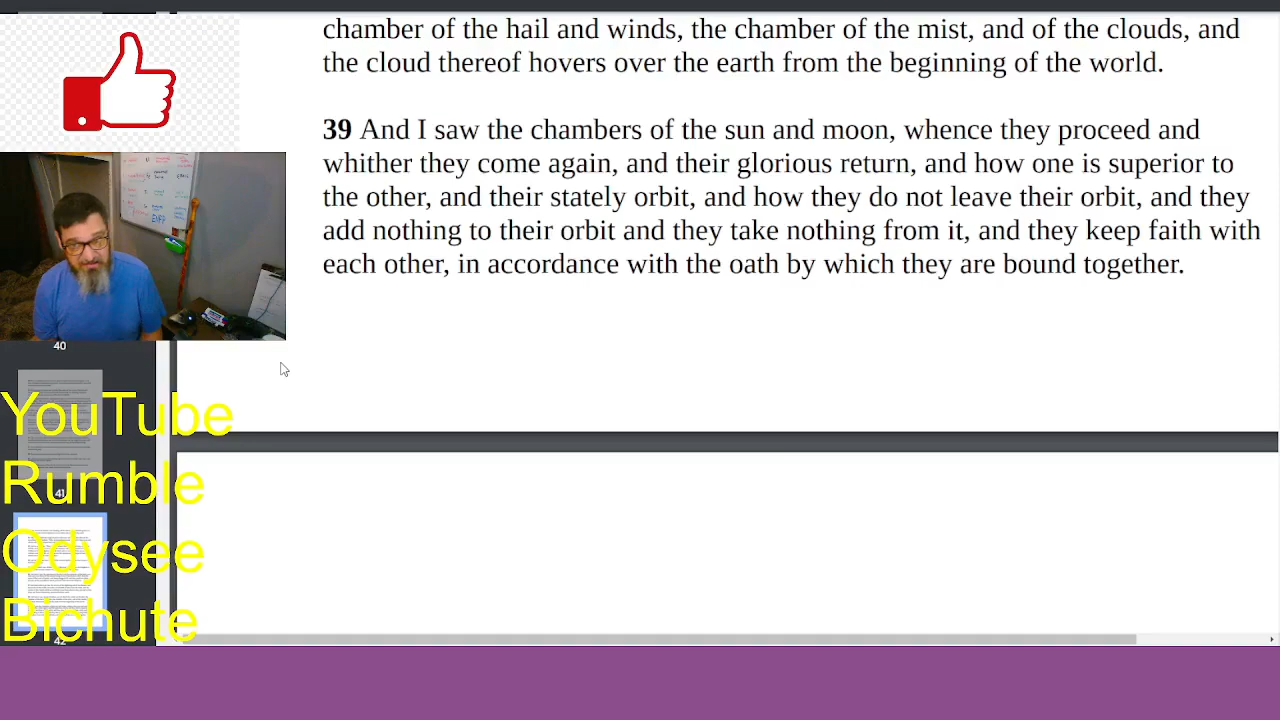 chamber of the hail and winds, the chamber of the mist, and of the clouds, and
the cloud thereof hovers over the earth from the beginning of the world.
39 And I saw the chambers of the sun and moon, whence they proceed and
whither they come again, and their glorious return, and how one is superior to
the other, and their stately orbit, and how they do not leave their orbit, and they
add nothing to their orbit and they take nothing from it, and they keep faith with
each other, in accordance with the oath by which they are bound together.
40
YouTube
Rumble
41
Odysee
Bichute
42